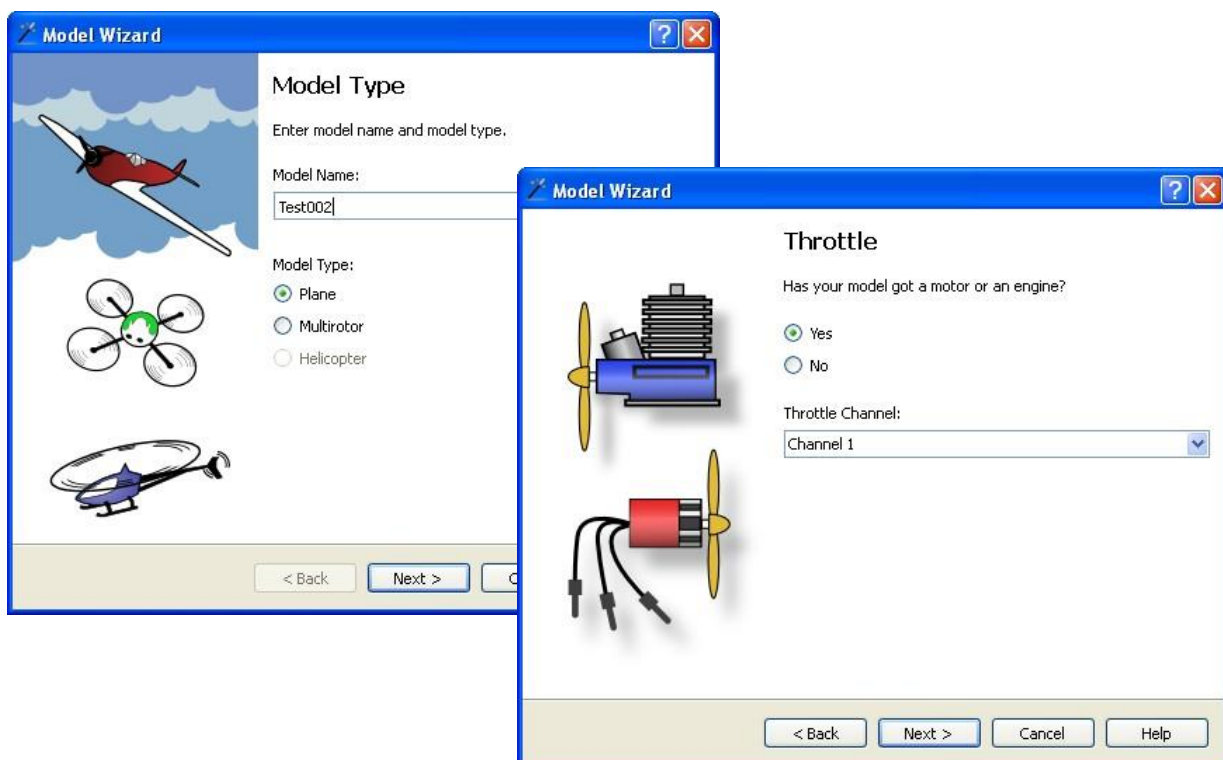 Model Wizard
Model Type
Enter model name and model type.
Model Name:
Test002
Model Type:
Plane
Multirotor
Helicopter
< Back Next >
Model Wizard
Throttle
Has your model got a motor or an engine?
Yes
No
Throttle Channel:
Channel 1
< Back Next > Cancel Help